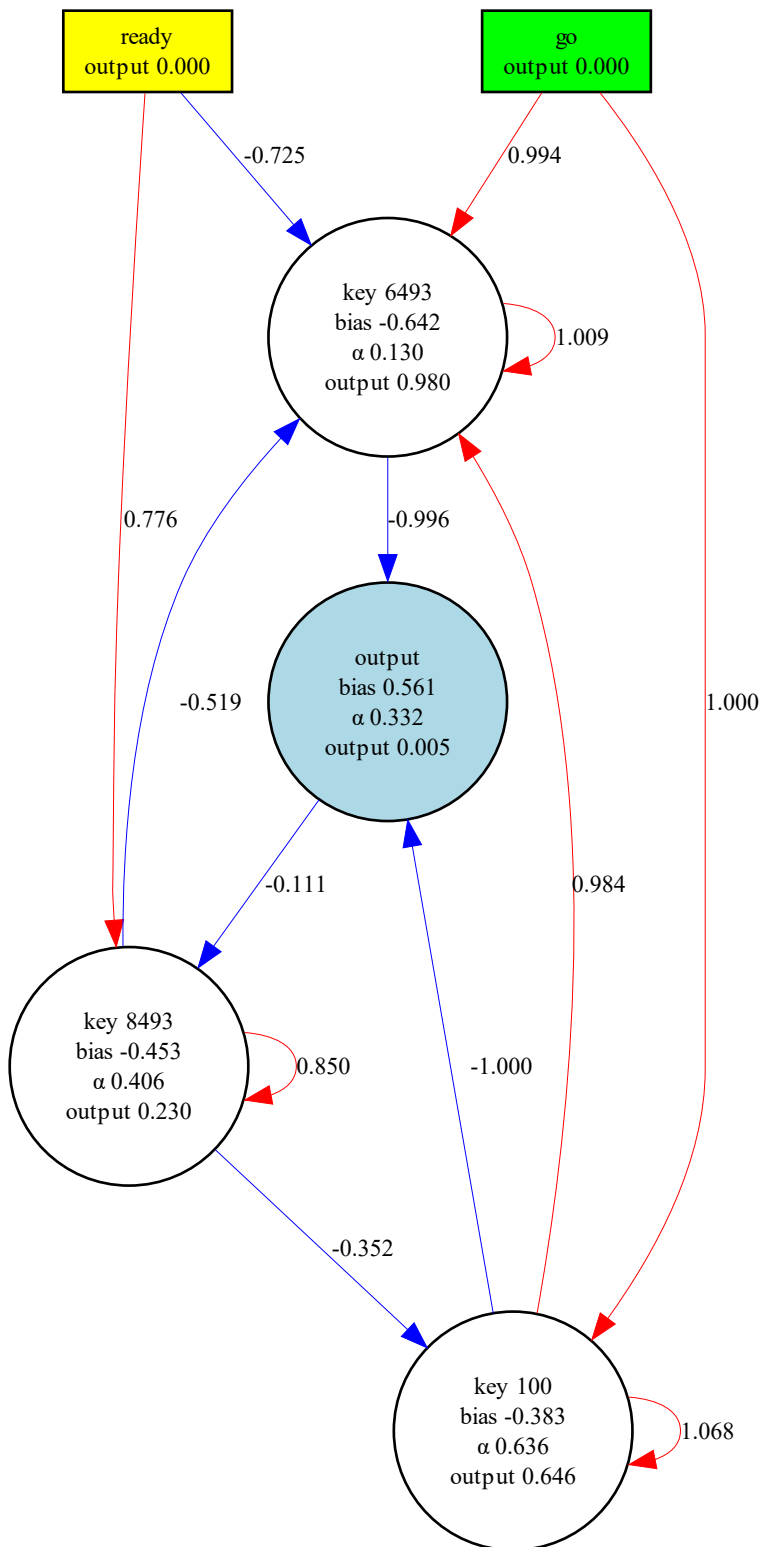 ready
output 0.000
go
output 0.000
-0.725
0.994
key 6493
bias -0.642
α 0.130
output 0.980
1.009
0.776
-0.996
output
bias 0.561
α 0.332
output 0.005
-0.519
1.000
-0.111
0.984
key 8493
bias -0.453
α 0.406
output 0.230
0.850
-1.000
-0.352
key 100
bias -0.383
α 0.636
output 0.646
1.068